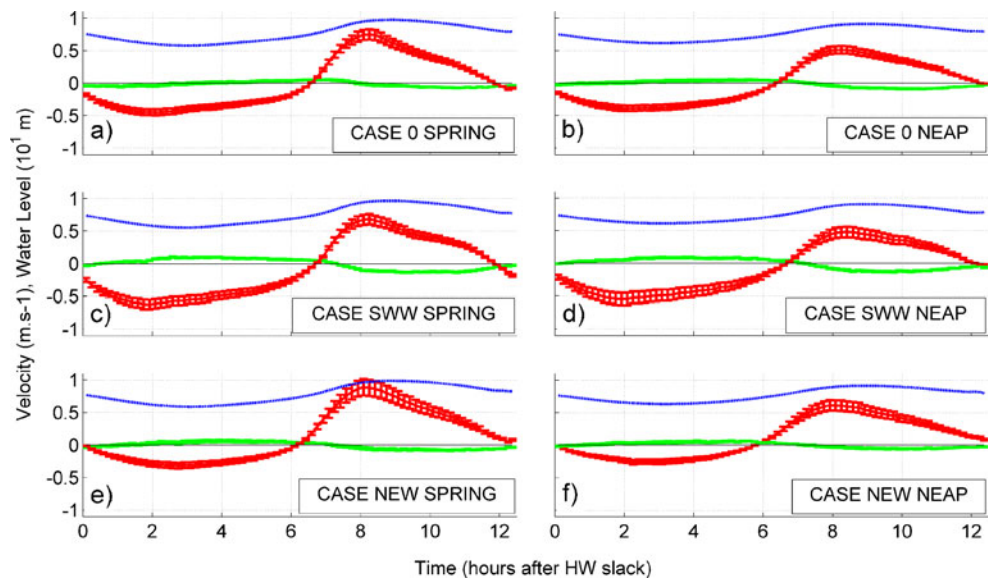 1
0.5
0
-0.5
-1
a)
CASE 0 SPRING
b)
CASE 0 NEAP
Velocity (m.s-1), Water Level (10¹ m)
1
0.5
0
-0.5
-1
c)
CASE SWW SPRING
d)
CASE SWW NEAP
1
0.5
0
-0.5
-1
e)
CASE NEW SPRING
f)
CASE NEW NEAP
0 2 4 6 8 10 12
0 2 4 6 8 10 12
Time (hours after HW slack)